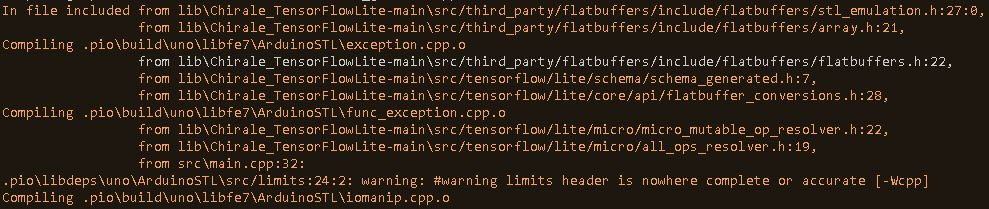 In file included from lib\Chirale_TensorFlowLite-main\src/third_party/flatbuffers/include/flatbuffers/stl_emulation.h:27:0,
                 from lib\Chirale_TensorFlowLite-main\src/third_party/flatbuffers/include/flatbuffers/array.h:21,
Compiling .pio\build\uno\libfe7\ArduinoSTL\exception.cpp.o
                 from lib\Chirale_TensorFlowLite-main\src/third_party/flatbuffers/include/flatbuffers/flatbuffers.h:22,
                 from lib\Chirale_TensorFlowLite-main\src/tensorflow/lite/schema/schema_generated.h:7,
                 from lib\Chirale_TensorFlowLite-main\src/tensorflow/lite/core/api/flatbuffer_conversions.h:28,
Compiling .pio\build\uno\libfe7\ArduinoSTL\func_exception.cpp.o
                 from lib\Chirale_TensorFlowLite-main\src/tensorflow/lite/micro/micro_mutable_op_resolver.h:22,
                 from lib\Chirale_TensorFlowLite-main\src/tensorflow/lite/micro/all_ops_resolver.h:19,
                 from src\main.cpp:32:
.pio\libdeps\uno\ArduinoSTL\src/limits:24:2: warning: #warning limits header is nowhere complete or accurate [-Wcpp]
Compiling .pio\build\uno\libfe7\ArduinoSTL\iomanip.cpp.o